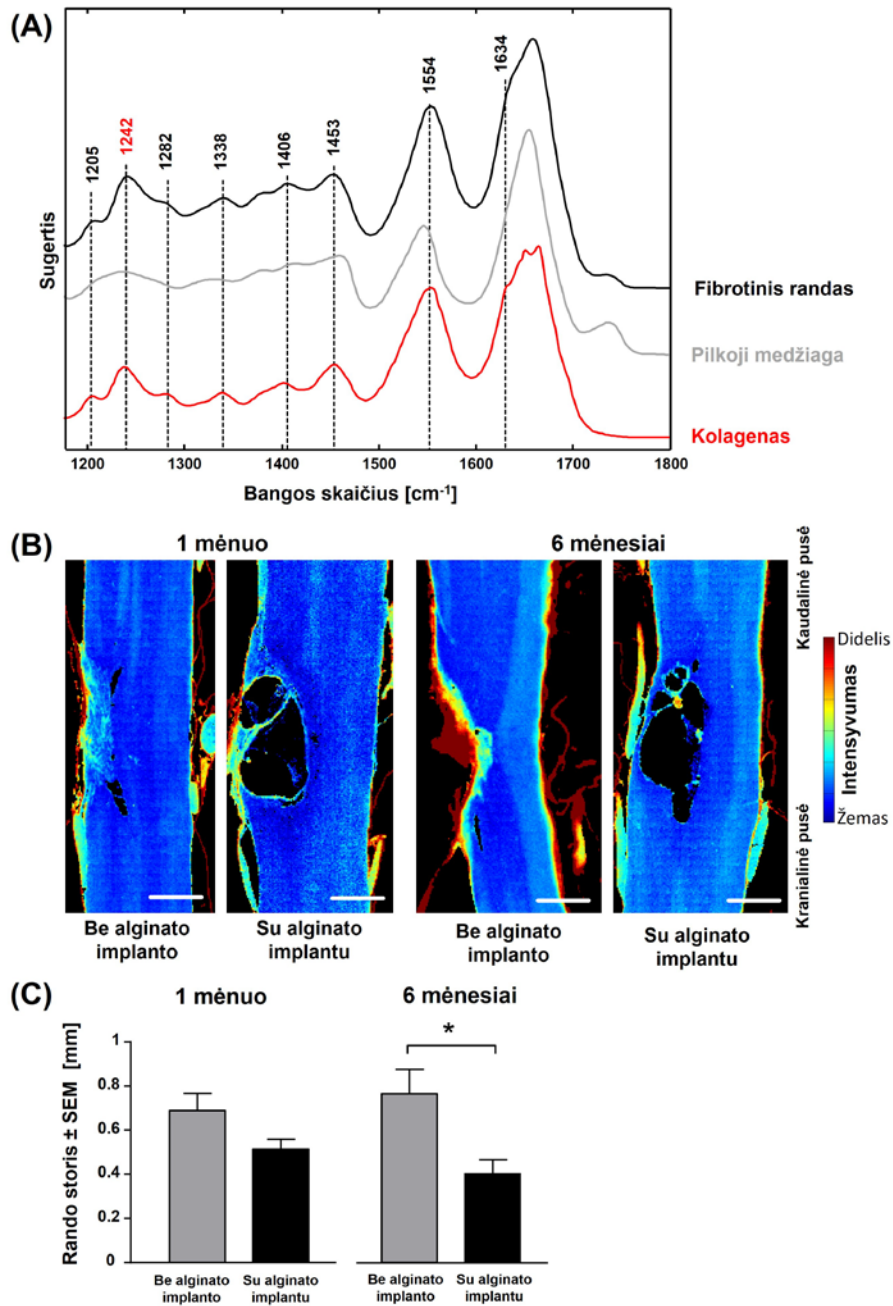 (A)
Sugertis
1205
1242
1282
1338
1406
1453
1554
1634
Fibrotinis randas
Pilkoji medžiaga
Kolagenas
1200 1300 1400 1500 1600 1700 1800
Bangos skaičius [cm⁻¹]
(B)
1 mėnuo
6 mėnesiai
Kaudalinė pusė
Kranialinė pusė
Didelis
Intensyvumas
Žemas
Be alginato
implanto
Su alginato
implantu
Be alginato
implanto
Su alginato
implantu
(C)
1 mėnuo
6 mėnesiai
Rando storis ± SEM [mm]
1
0.8
0.6
0.4
0.2
0
*
Be alginato
implanto
Su alginato
implantu
Be alginato
implanto
Su alginato
implantu